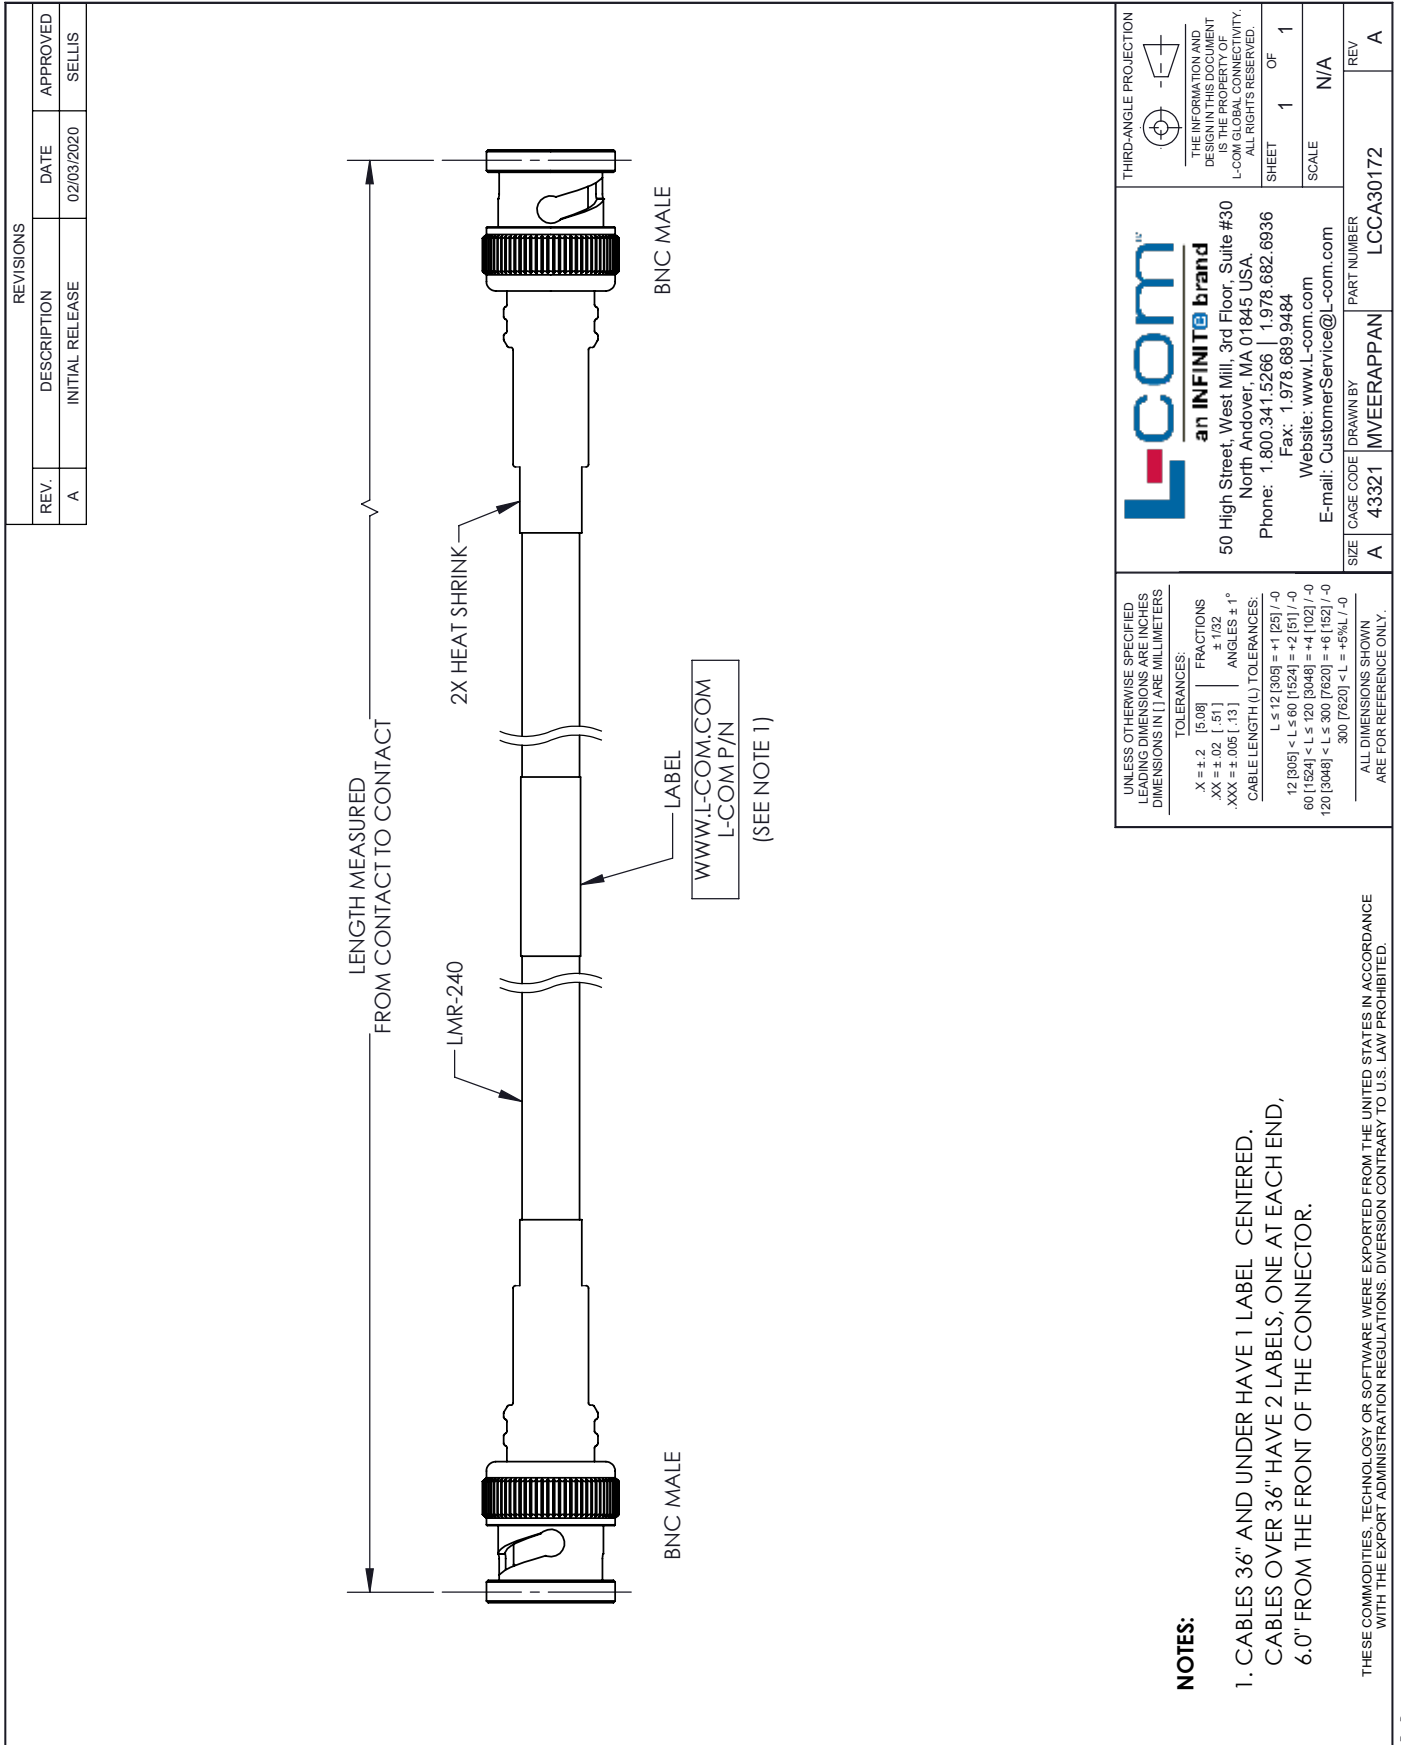 REVISIONS
REV. DESCRIPTION DATE APPROVED
A INITIAL RELEASE 02/03/2020 SELLIS
LENGTH MEASURED
FROM CONTACT TO CONTACT
LMR-240
2X HEAT SHRINK
BNC MALE
BNC MALE
LABEL
WWW.L-COM.COM
L-COM P/N
(SEE NOTE 1)
NOTES:
1. CABLES 36" AND UNDER HAVE 1 LABEL CENTERED.
CABLES OVER 36" HAVE 2 LABELS, ONE AT EACH END,
6.0" FROM THE FRONT OF THE CONNECTOR.
THESE COMMODITIES, TECHNOLOGY OR SOFTWARE WERE EXPORTED FROM THE UNITED STATES IN ACCORDANCE
WITH THE EXPORT ADMINISTRATION REGULATIONS. DIVERSION CONTRARY TO U.S. LAW PROHIBITED.
UNLESS OTHERWISE SPECIFIED
LEADING DIMENSIONS ARE INCHES
DIMENSIONS IN [ ] ARE MILLIMETERS
TOLERANCES:
.X = ± .2 [5.08] FRACTIONS
.XX = ± .02 [ .51 ] ± 1/32
.XXX = ± .005 [ .13 ] ANGLES ± 1°
CABLE LENGTH (L) TOLERANCES:
L ≤ 12 [305] = +1 [25] / -0
12 [305] < L ≤ 60 [1524] = +2 [51] / -0
60 [1524] < L ≤ 120 [3048] = +4 [102] / -0
120 [3048] < L ≤ 300 [7620] = +6 [152] / -0
300 [7620] < L = +5%L / -0
ALL DIMENSIONS SHOWN
ARE FOR REFERENCE ONLY.
L-com
an INFINITe brand
50 High Street, West Mill, 3rd Floor, Suite #30
North Andover, MA 01845 USA.
Phone: 1.800.341.5266 | 1.978.682.6936
Fax: 1.978.689.9484
Website: www.L-com.com
E-mail: CustomerService@L-com.com
THIRD-ANGLE PROJECTION
THE INFORMATION AND
DESIGN IN THIS DOCUMENT
IS THE PROPERTY OF
L-COM GLOBAL CONNECTIVITY.
ALL RIGHTS RESERVED.
SHEET 1 OF 1
SCALE N/A
SIZE A
CAGE CODE 43321
DRAWN BY MVEERAPPAN
PART NUMBER LCCA30172
REV A